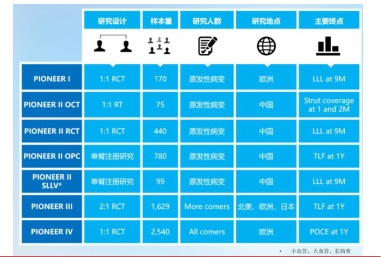 研究设计 样本量 研究人群 研究地点 主要终点
PIONEER I 1:1 RCT 170 原发性病变 欧洲 LLL at 9M
PIONEER II OCT 1:1 RT 75 原发性病变 中国 Strut coverage at 1 and 2M
PIONEER II RCT 1:1 RCT 440 原发性病变 中国 LLL at 9M
PIONEER II OPC 单臂注册研究 780 原发性病变 中国 TLF at 1Y
PIONEER II SLLV* 单臂注册研究 99 原发性病变 中国 LLL at 9M
PIONEER III 2:1 RCT 1,629 More comers 北美、欧洲、日本 TLF at 1Y
PIONEER IV 1:1 RCT 2,540 All comers 欧洲 POCE at 1Y
• 小血管、大血管、长病变